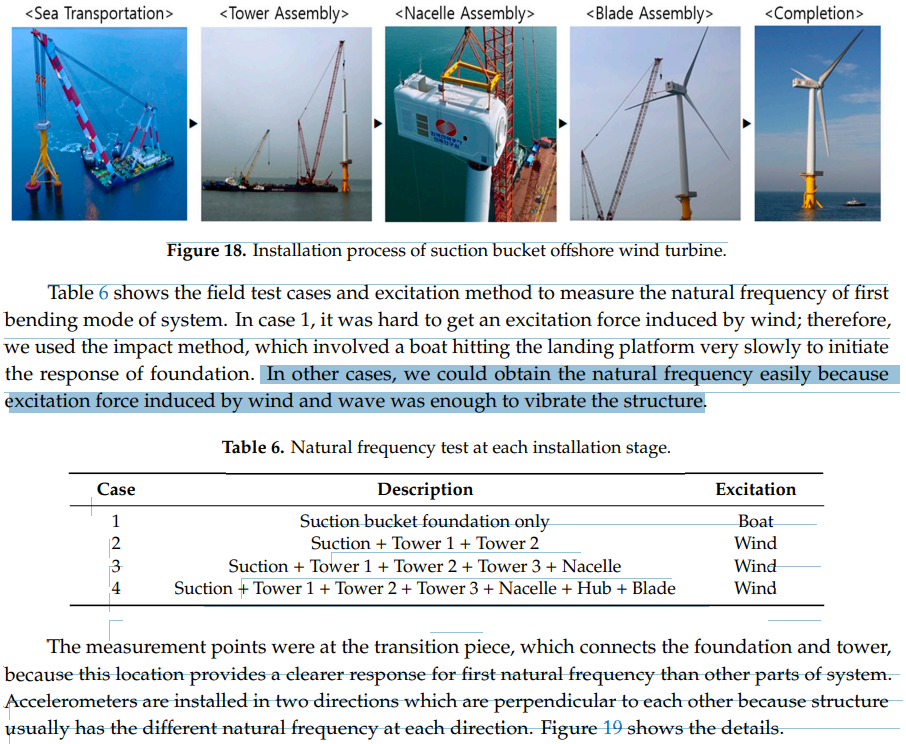 <Sea Transportation> <Tower Assembly> <Nacelle Assembly> <Blade Assembly> <Completion>
Figure 18. Installation process of suction bucket offshore wind turbine.
Table 6 shows the field test cases and excitation method to measure the natural frequency of first
bending mode of system. In case 1, it was hard to get an excitation force induced by wind; therefore,
we used the impact method, which involved a boat hitting the landing platform very slowly to initiate
the response of foundation. In other cases, we could obtain the natural frequency easily because
excitation force induced by wind and wave was enough to vibrate the structure.
Table 6. Natural frequency test at each installation stage.
Case Description Excitation
1 Suction bucket foundation only Boat
2 Suction + Tower 1 + Tower 2 Wind
3 Suction + Tower 1 + Tower 2 + Tower 3 + Nacelle Wind
4 Suction + Tower 1 + Tower 2 + Tower 3 + Nacelle + Hub + Blade Wind
The measurement points were at the transition piece, which connects the foundation and tower,
because this location provides a clearer response for first natural frequency than other parts of system.
Accelerometers are installed in two directions which are perpendicular to each other because structure
usually has the different natural frequency at each direction. Figure 19 shows the details.